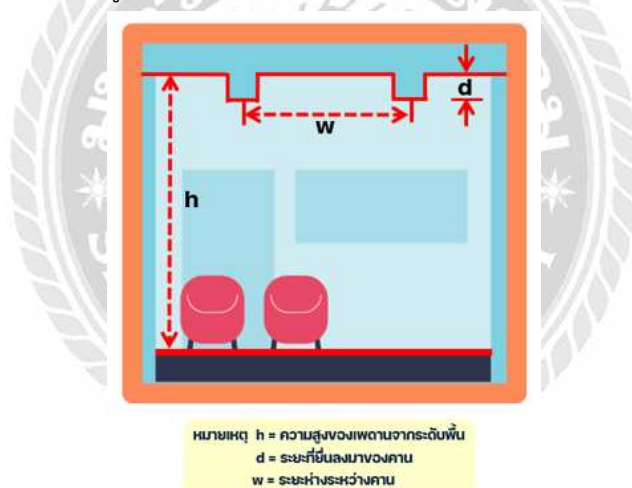 d
w
h
หมายเหตุ h = ความสูงของเพดานจากระดับพื้น
d = ระยะที่ยื่นลงมาของคาน
w = ระยะห่างระหว่างคาน